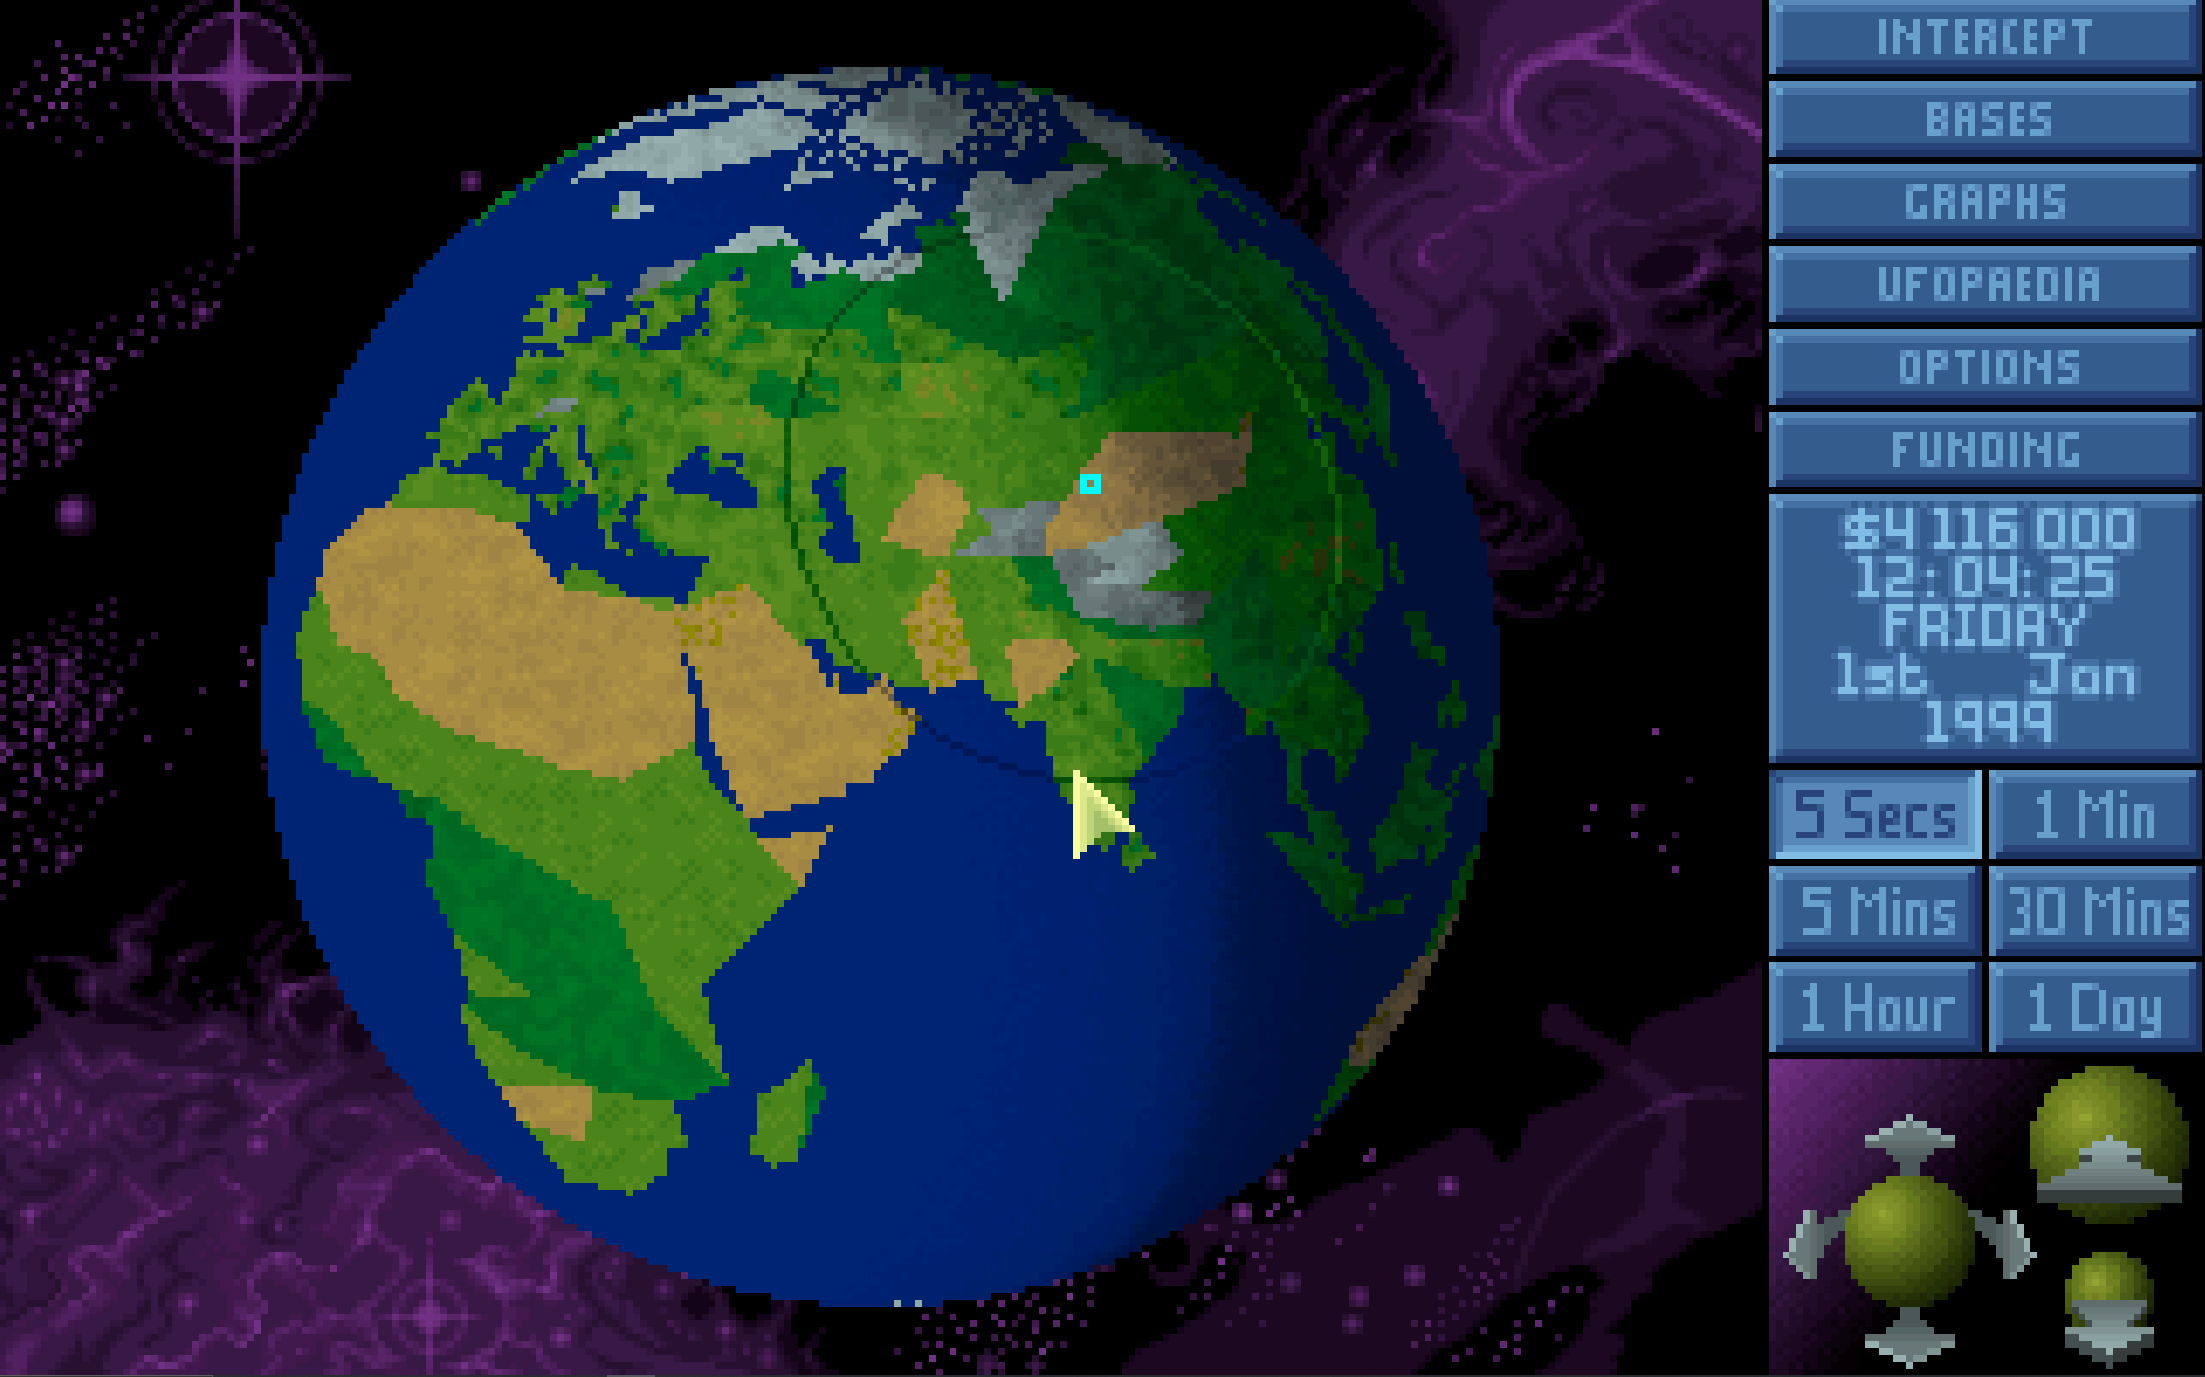 INTERCEPT
BASES
GRAPHS
UFOPAEDIA
OPTIONS
FUNDING
$4 116 000
12:04:25
FRIDAY
1st Jan
1999
5 Secs 1 Min
5 Mins 30 Mins
1 Hour 1 Day